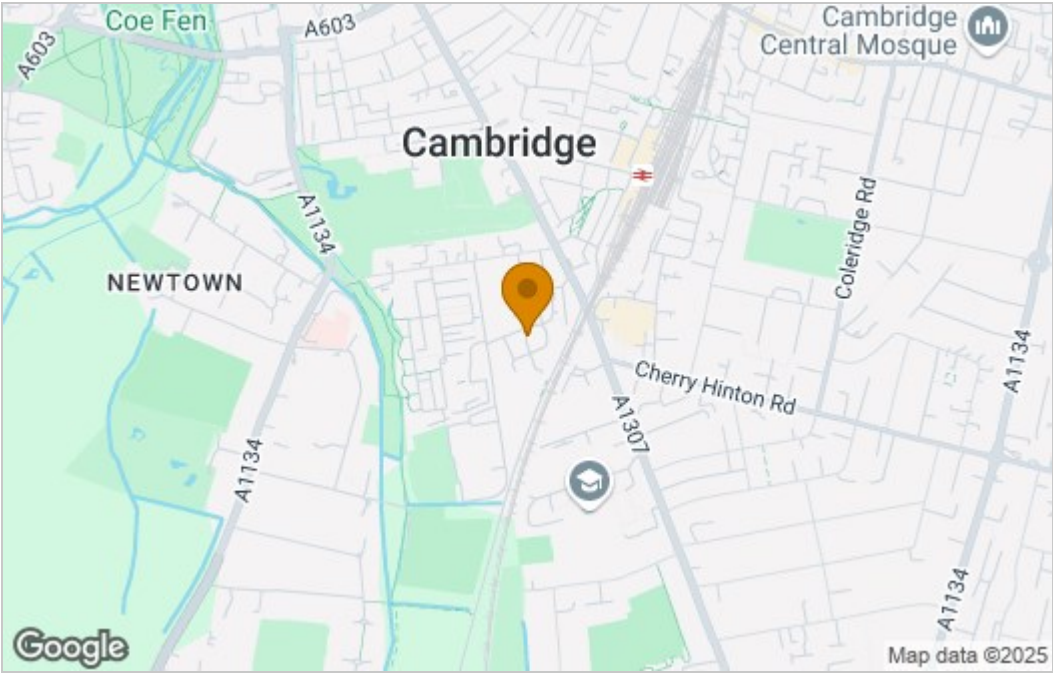 Coe Fen
A603
A603
Cambridge
Central Mosque
Cambridge
A1134
Coleridge Rd
NEWTOWN
A1134
Cherry Hinton Rd
A1307
A1134
A1134
Google
Map data ©2025